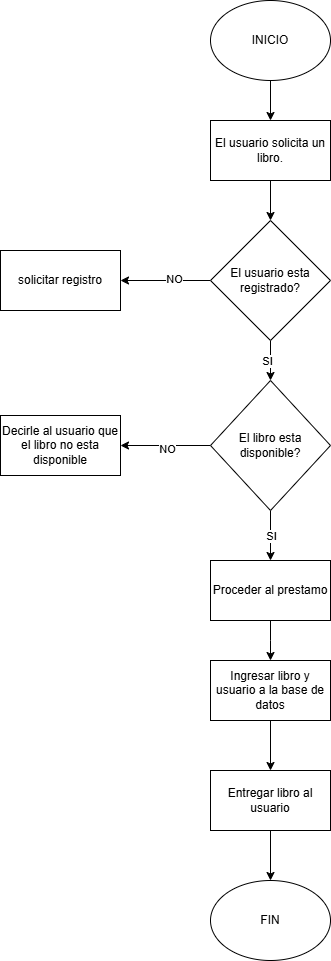 INICIO
El usuario solicita un
libro.
El usuario esta
registrado?
NO
solicitar registro
SI
El libro esta
disponible?
NO
Decirle al usuario que
el libro no esta
disponible
SI
Proceder al prestamo
Ingresar libro y
usuario a la base de
datos
Entregar libro al
usuario
FIN